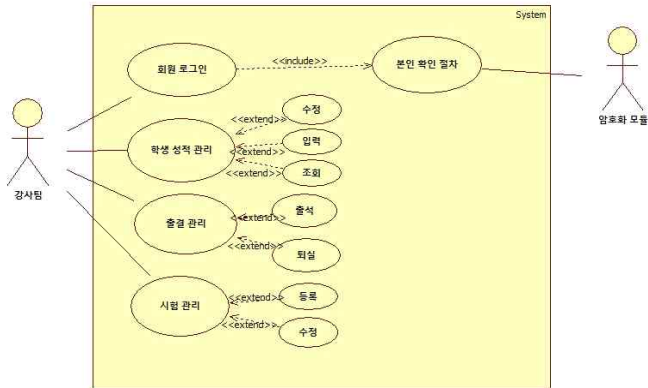 System
회원 로그인
<<include>>
본인 확인 절차
암호화 모듈
강사팀
학생 성적 관리
<<extend>>
수정
<<extend>>
입력
<<extend>>
조회
출결 관리
<<extend>>
출석
<<extend>>
퇴실
시험 관리
<<extend>>
등록
<<extend>>
수정